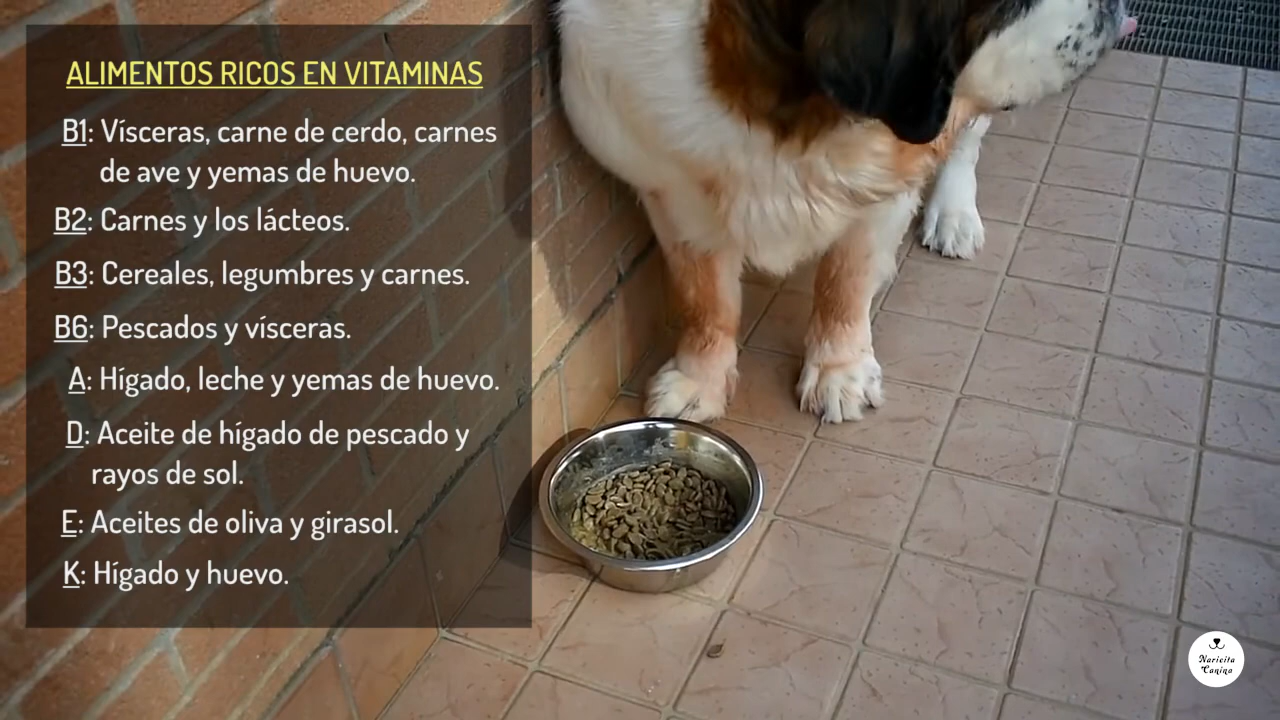 ALIMENTOS RICOS EN VITAMINAS
B1: Vísceras, carne de cerdo, carnes
de ave y yemas de huevo.
B2: Carnes y los lácteos.
B3: Cereales, legumbres y carnes.
B6: Pescados y vísceras.
A: Hígado, leche y yemas de huevo.
D: Aceite de hígado de pescado y
rayos de sol.
E: Aceites de oliva y girasol.
K: Hígado y huevo.
Naricita
Canina